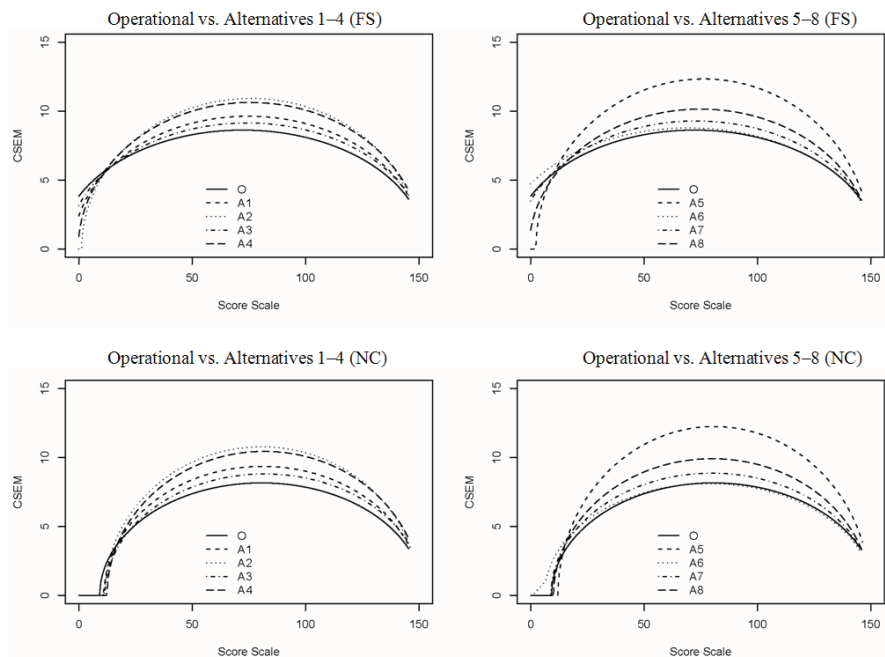 Operational vs. Alternatives 1–4 (FS)
15
10
5
0
CSEM
O
A1
A2
A3
A4
0 50 100 150
Score Scale
Operational vs. Alternatives 5–8 (FS)
15
10
5
0
CSEM
O
A5
A6
A7
A8
0 50 100 150
Score Scale
Operational vs. Alternatives 1–4 (NC)
15
10
5
0
CSEM
O
A1
A2
A3
A4
0 50 100 150
Score Scale
Operational vs. Alternatives 5–8 (NC)
15
10
5
0
CSEM
O
A5
A6
A7
A8
0 50 100 150
Score Scale